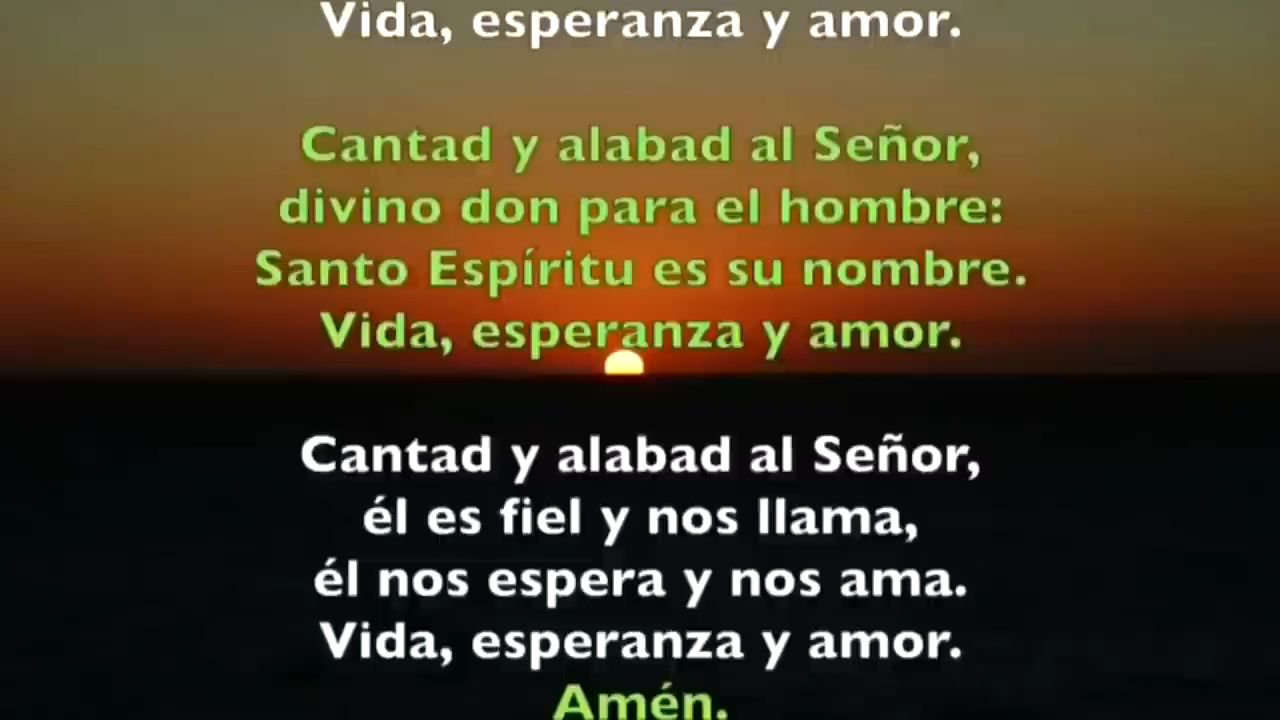 Vida, esperanza y amor.
Cantad y alabad al Señor,
divino don para el hombre:
Santo Espíritu es su nombre.
Vida, esperanza y amor.
Cantad y alabad al Señor,
él es fiel y nos llama,
él nos espera y nos ama.
Vida, esperanza y amor.
Amén.